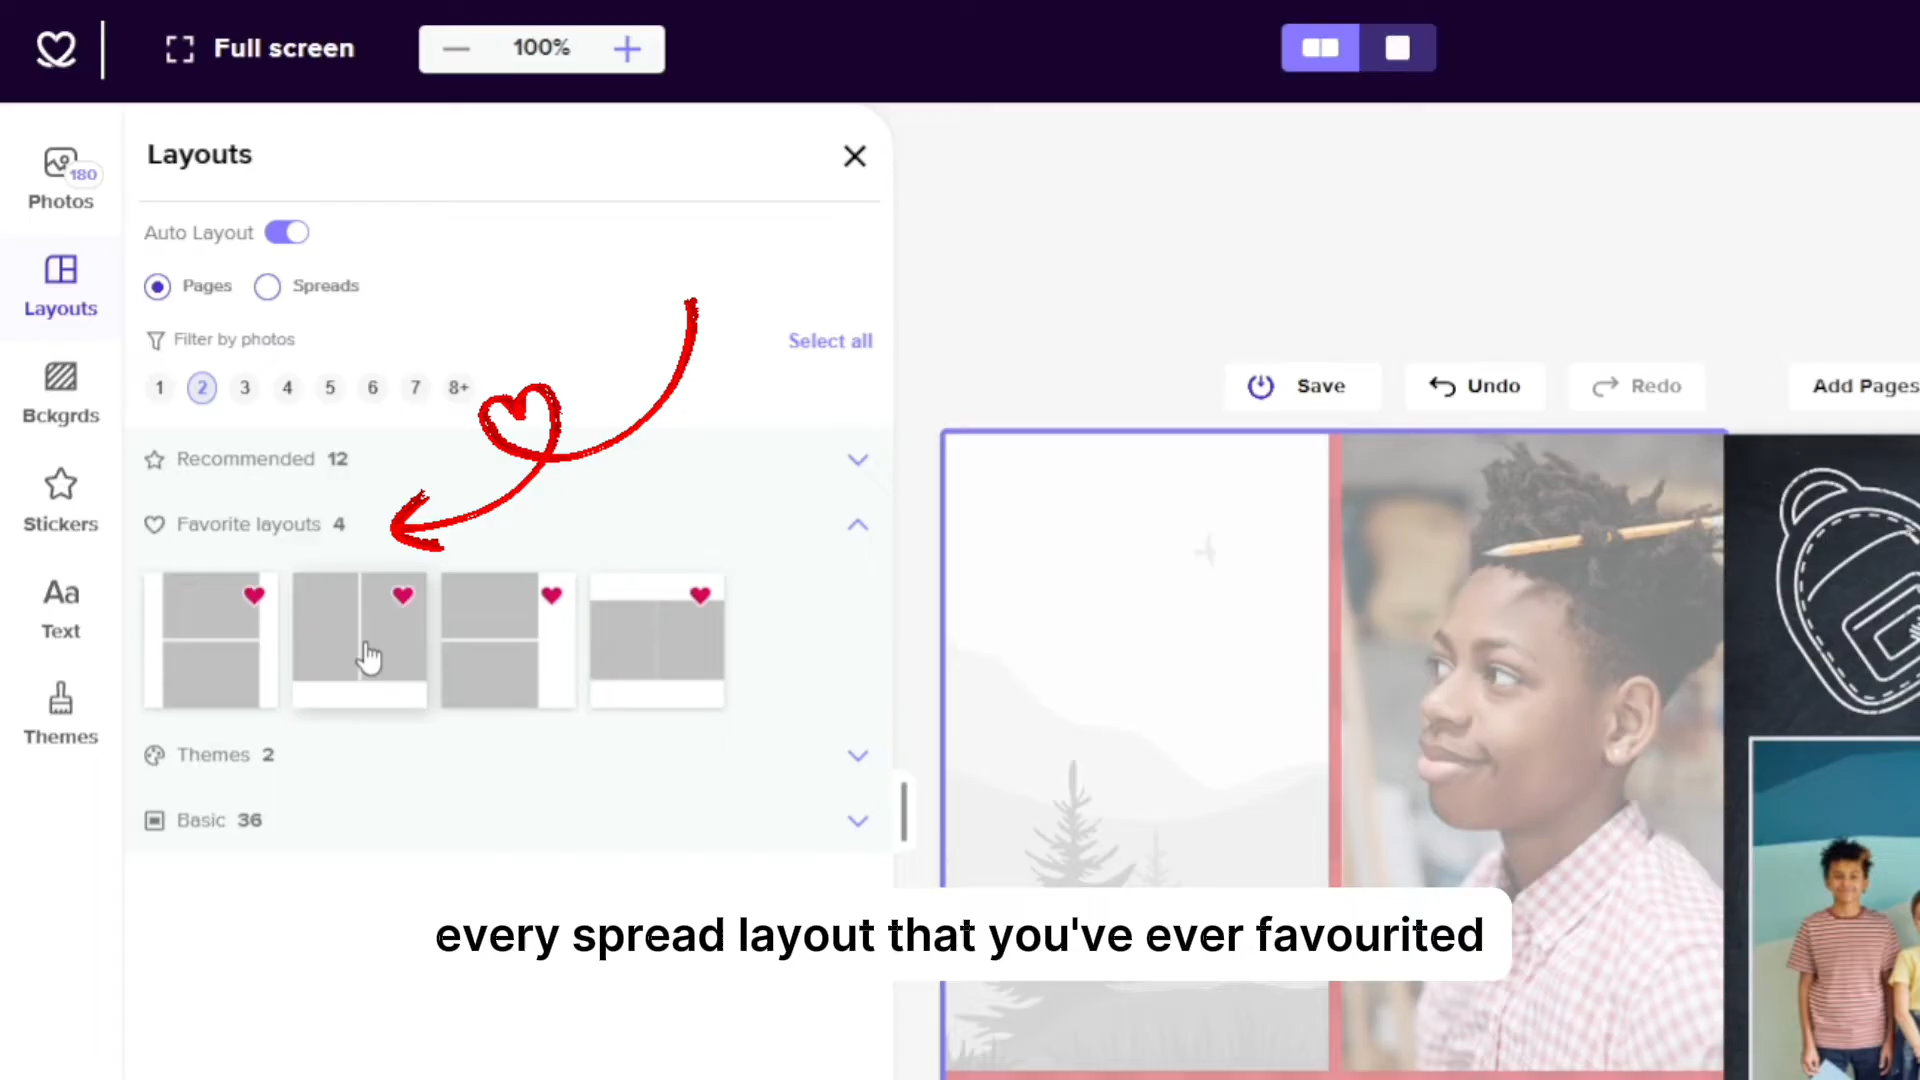 Full screen
100%
Layouts
180
Photos
Auto Layout
Pages
Spreads
Layouts
Filter by photos
Select all
1
2
3
4
5
6
7
8+
Bckgrds
Save
Undo
Redo
Add Pages
Recommended 12
Stickers
Favorite layouts 4
Aa
Text
Themes
Themes 2
Basic 36
every spread layout that you've ever favourited